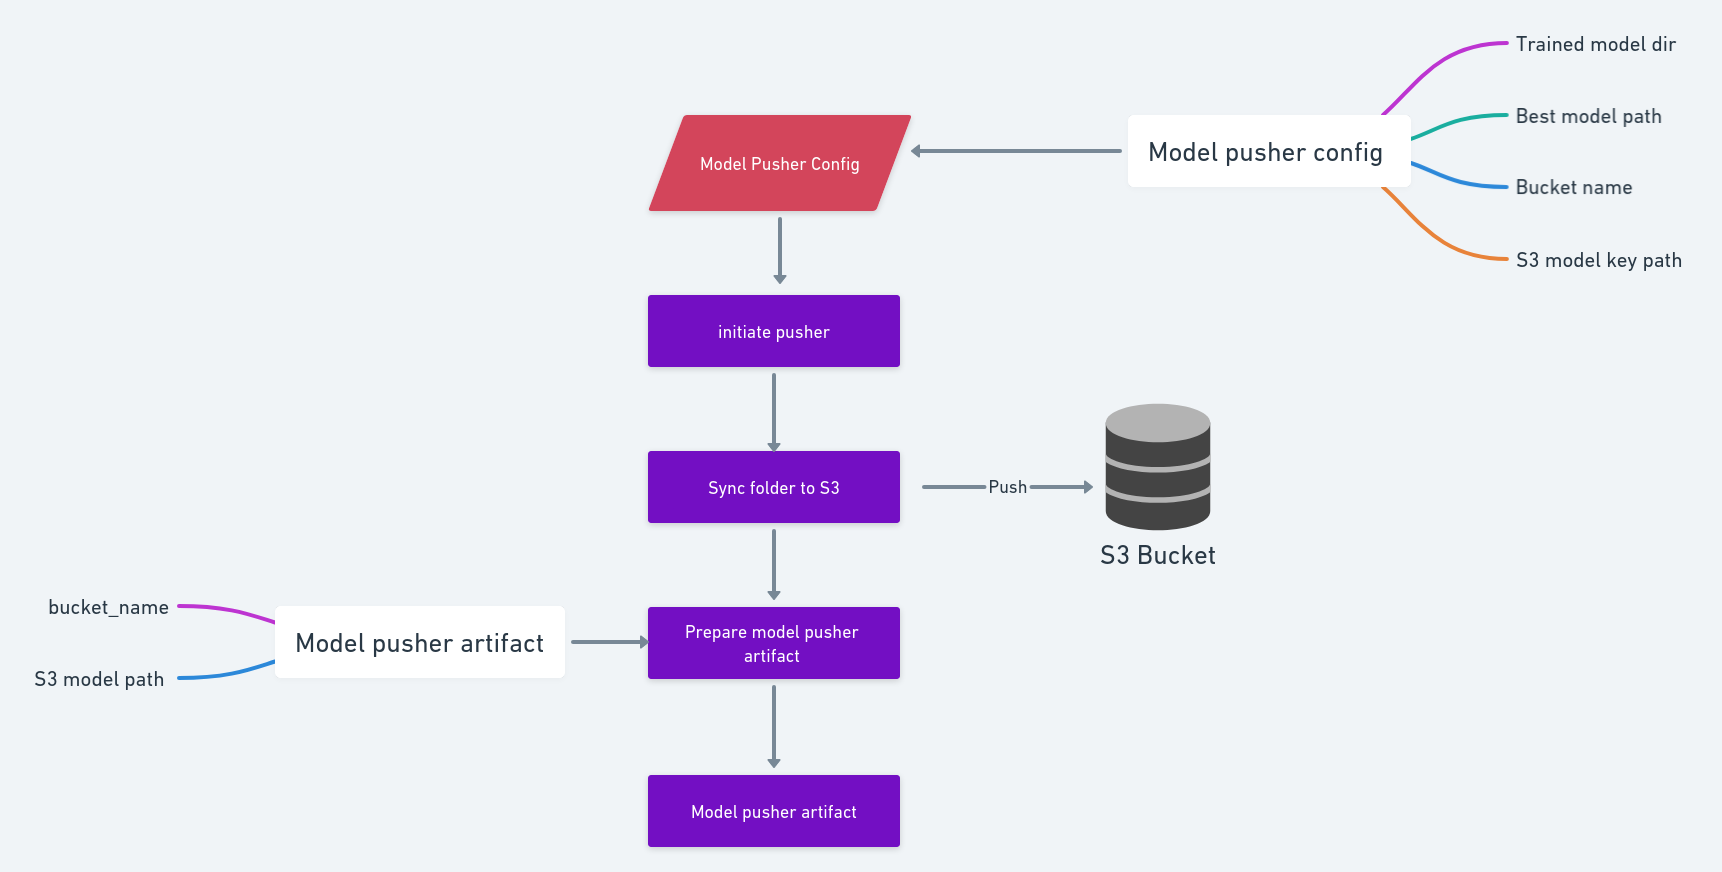 Trained model dir
Best model path
Model Pusher Config
Model pusher config
Bucket name
S3 model key path
initiate pusher
Sync folder to S3
Push
S3 Bucket
bucket_name
Model pusher artifact
S3 model path
Prepare model pusher
artifact
Model pusher artifact